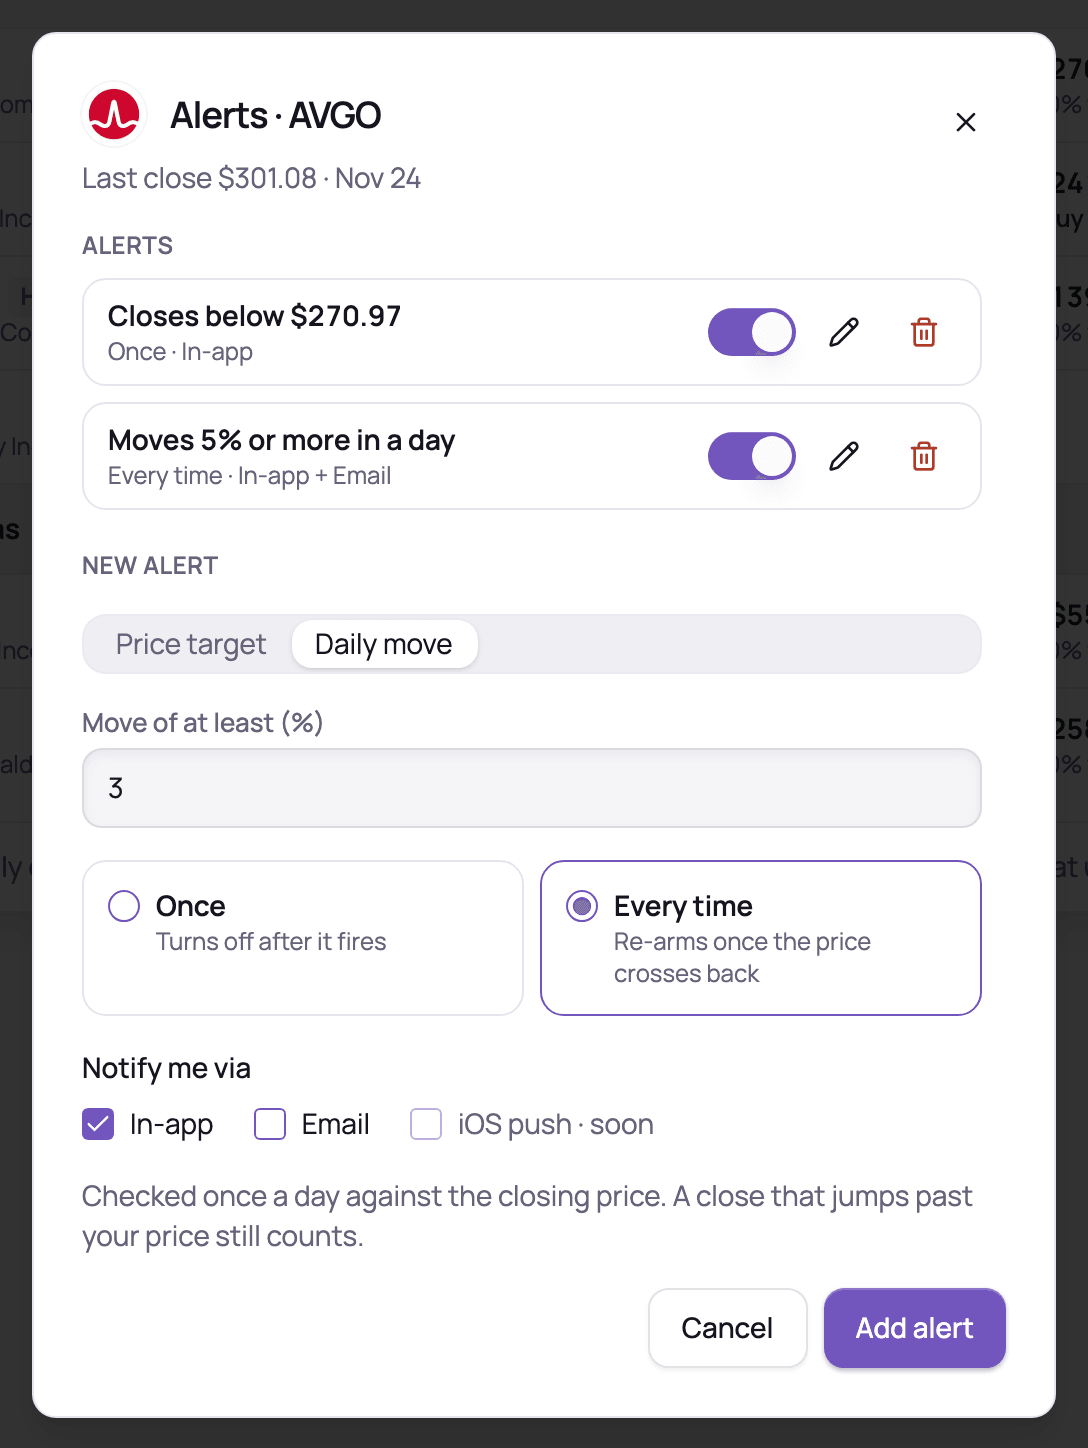 Alerts · AVGO
Last close $301.08 · Nov 24
ALERTS
Closes below $270.97
Once · In-app
Moves 5% or more in a day
Every time · In-app + Email
NEW ALERT
Price target Daily move
Move of at least (%)
3
Once
Turns off after it fires
Every time
Re-arms once the price
crosses back
Notify me via
In-app Email iOS push · soon
Checked once a day against the closing price. A close that jumps past
your price still counts.
Cancel Add alert